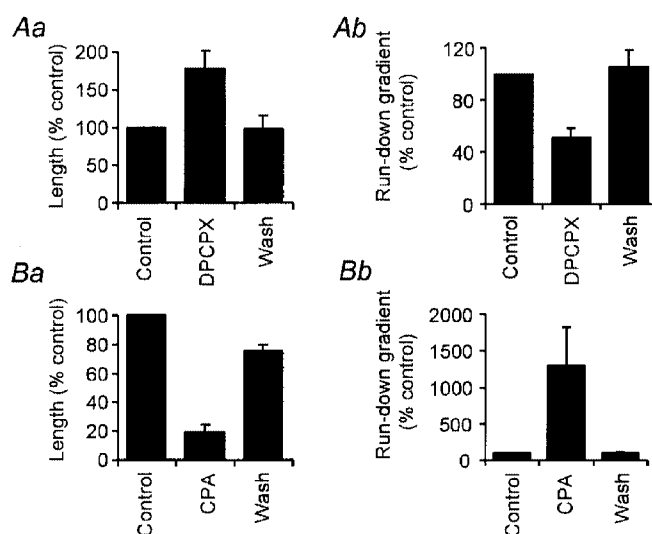 Aa
Length (% control)
200
150
100
50
0
Control
DPCPX
Wash
Ab
Run-down gradient
(% control)
120
80
40
0
Control
DPCPX
Wash
Ba
Length (% control)
100
80
60
40
20
0
Control
CPA
Wash
Bb
Run-down gradient
(% control)
2000
1500
1000
500
0
Control
CPA
Wash